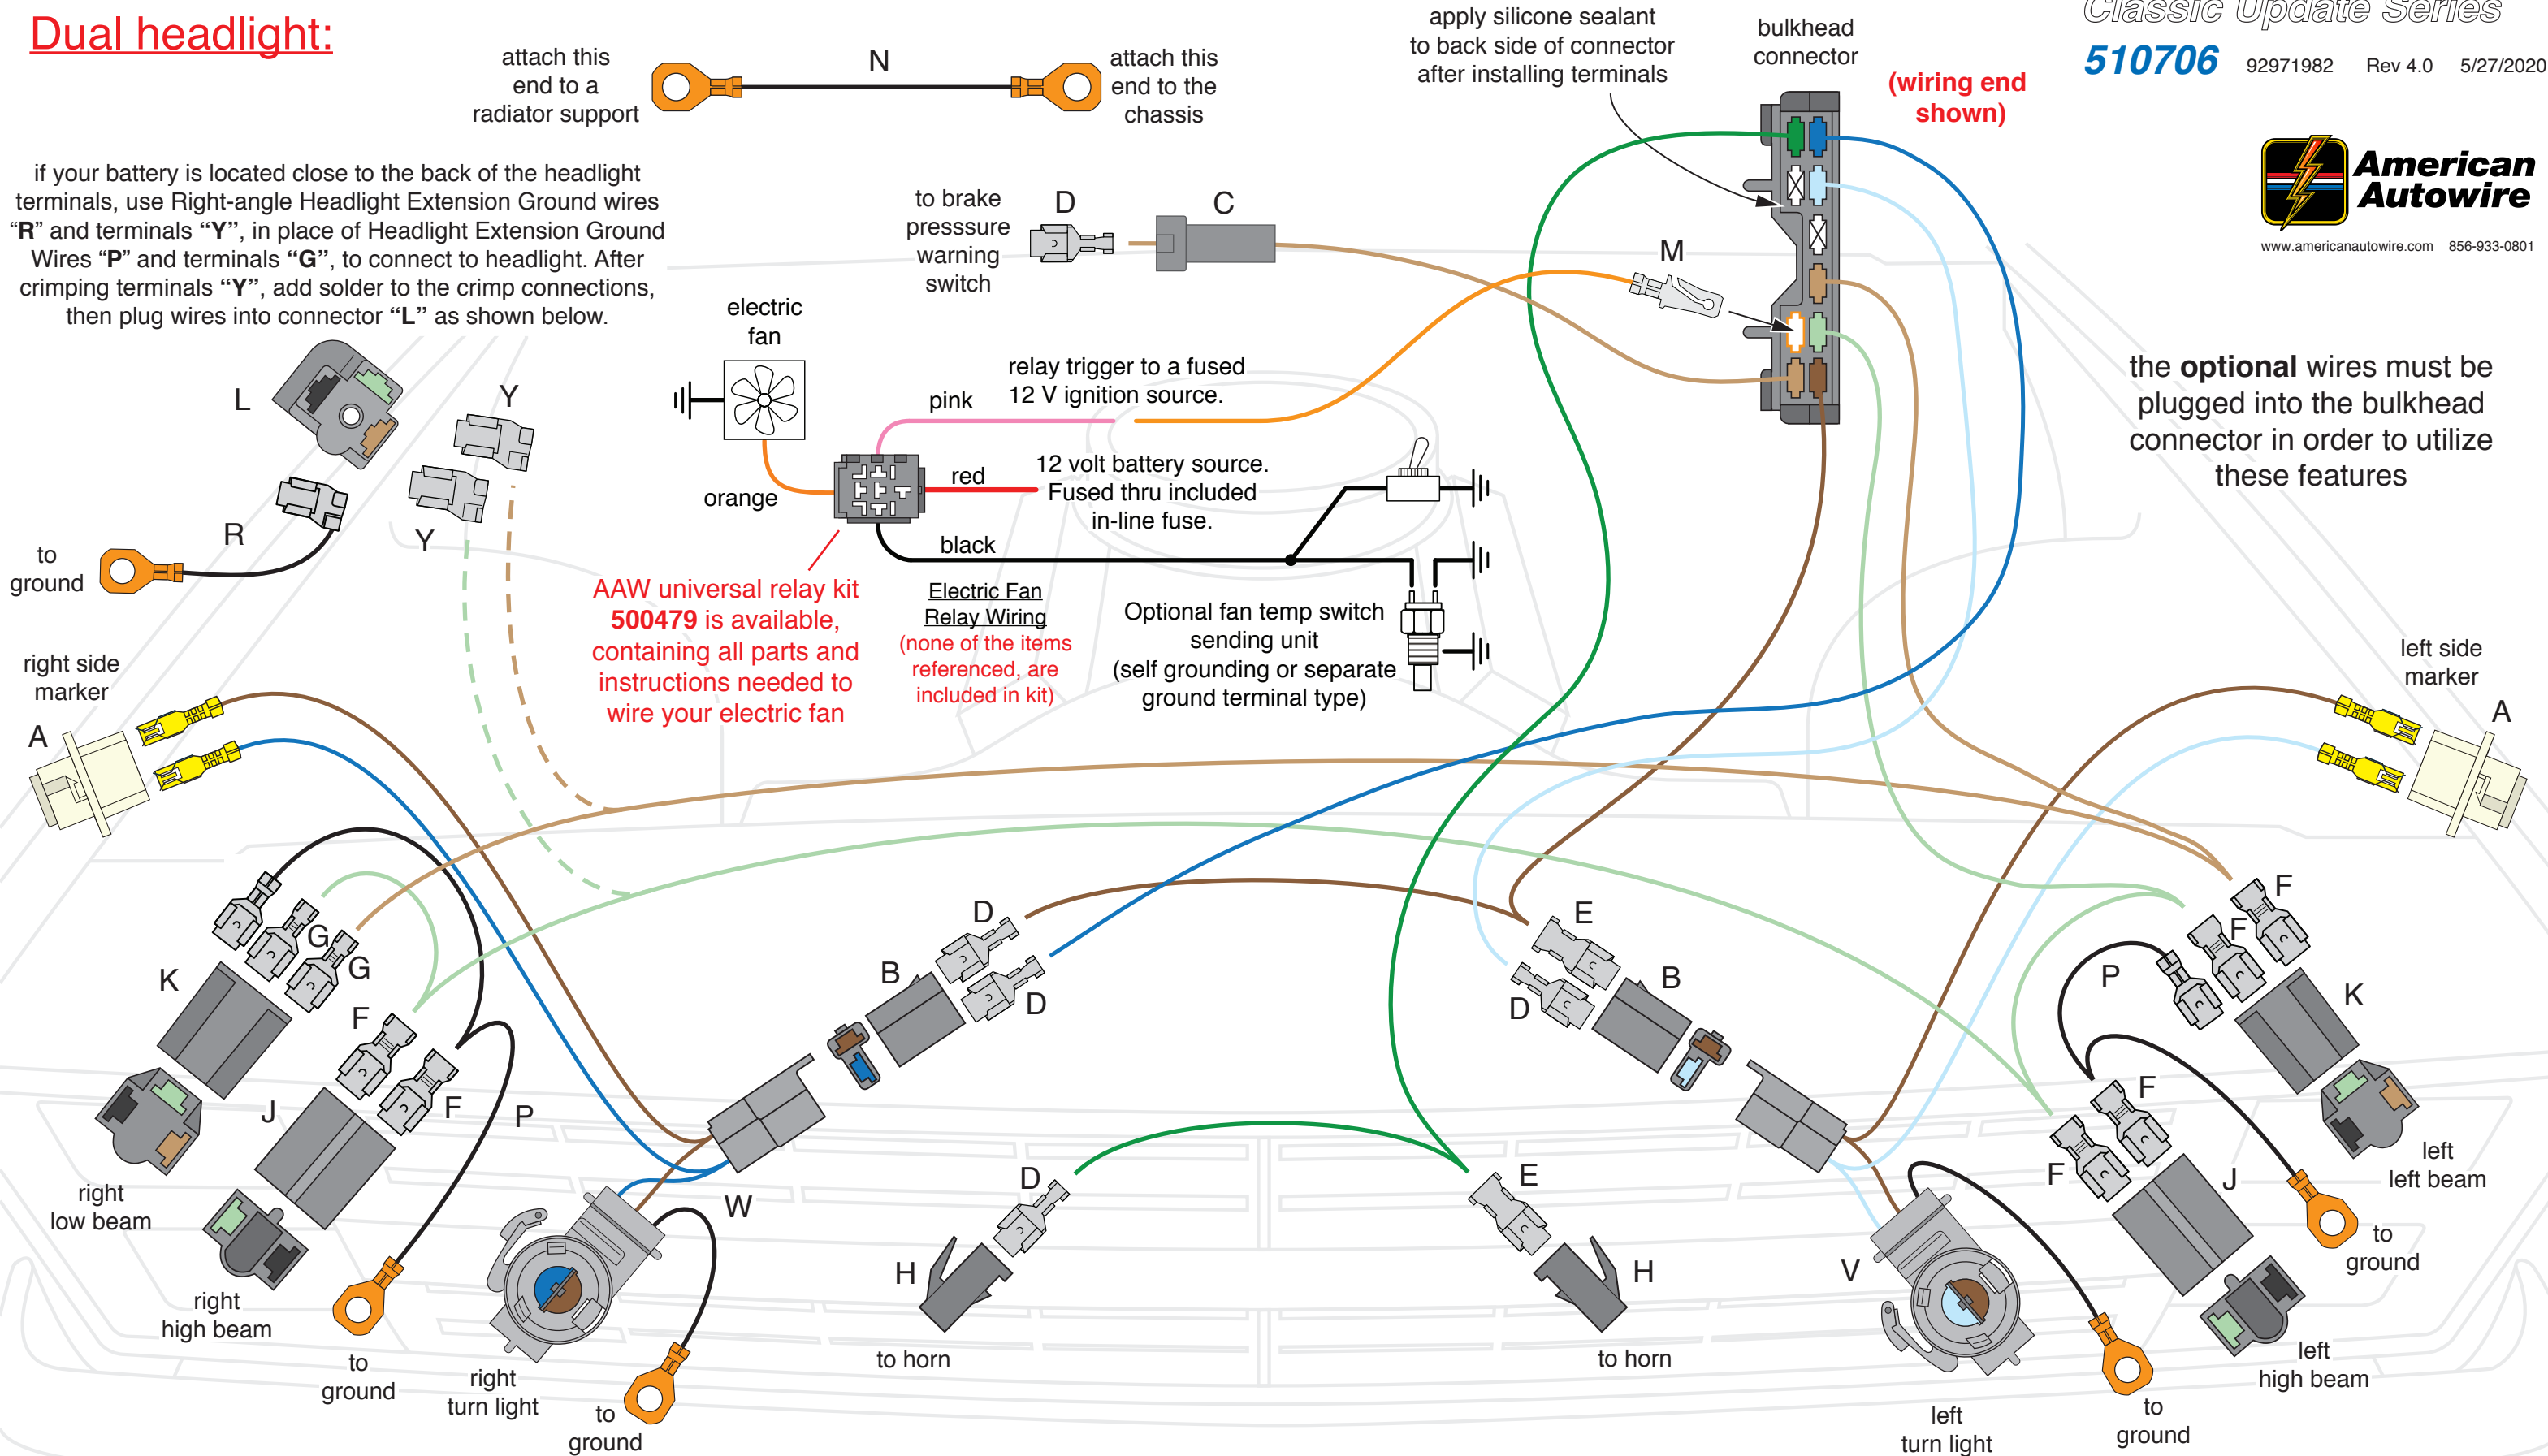 Dual headlight:
attach this
end to a
radiator support
N
attach this
end to the
chassis
apply silicone sealant
to back side of connector
after installing terminals
bulkhead
connector
(wiring end
shown)
Classic Update Series
510706 92971982 Rev 4.0 5/27/2020
American
Autowire
www.americanautowire.com 856-933-0801
if your battery is located close to the back of the headlight
terminals, use Right-angle Headlight Extension Ground wires
“R” and terminals “Y”, in place of Headlight Extension Ground
Wires “P” and terminals “G”, to connect to headlight. After
crimping terminals “Y”, add solder to the crimp connections,
then plug wires into connector “L” as shown below.
to brake
presssure
warning
switch
D
C
M
electric
fan
relay trigger to a fused
12 V ignition source.
pink
12 volt battery source.
Fused thru included
in-line fuse.
red
orange
black
the optional wires must be
plugged into the bulkhead
connector in order to utilize
these features
L
Y
Y
R
to
ground
AAW universal relay kit
500479 is available,
containing all parts and
instructions needed to
wire your electric fan
Electric Fan
Relay Wiring
(none of the items
referenced, are
included in kit)
Optional fan temp switch
sending unit
(self grounding or separate
ground terminal type)
right side
marker
A
left side
marker
A
G
G
K
F
F
J
P
right
low beam
right
high beam
to
ground
D
B
D
W
right
turn light
to
ground
E
B
D
D
H
to horn
E
H
to horn
F
F
P
K
F
F
J
left
left beam
to
ground
V
left
high beam
left
turn light
to
ground